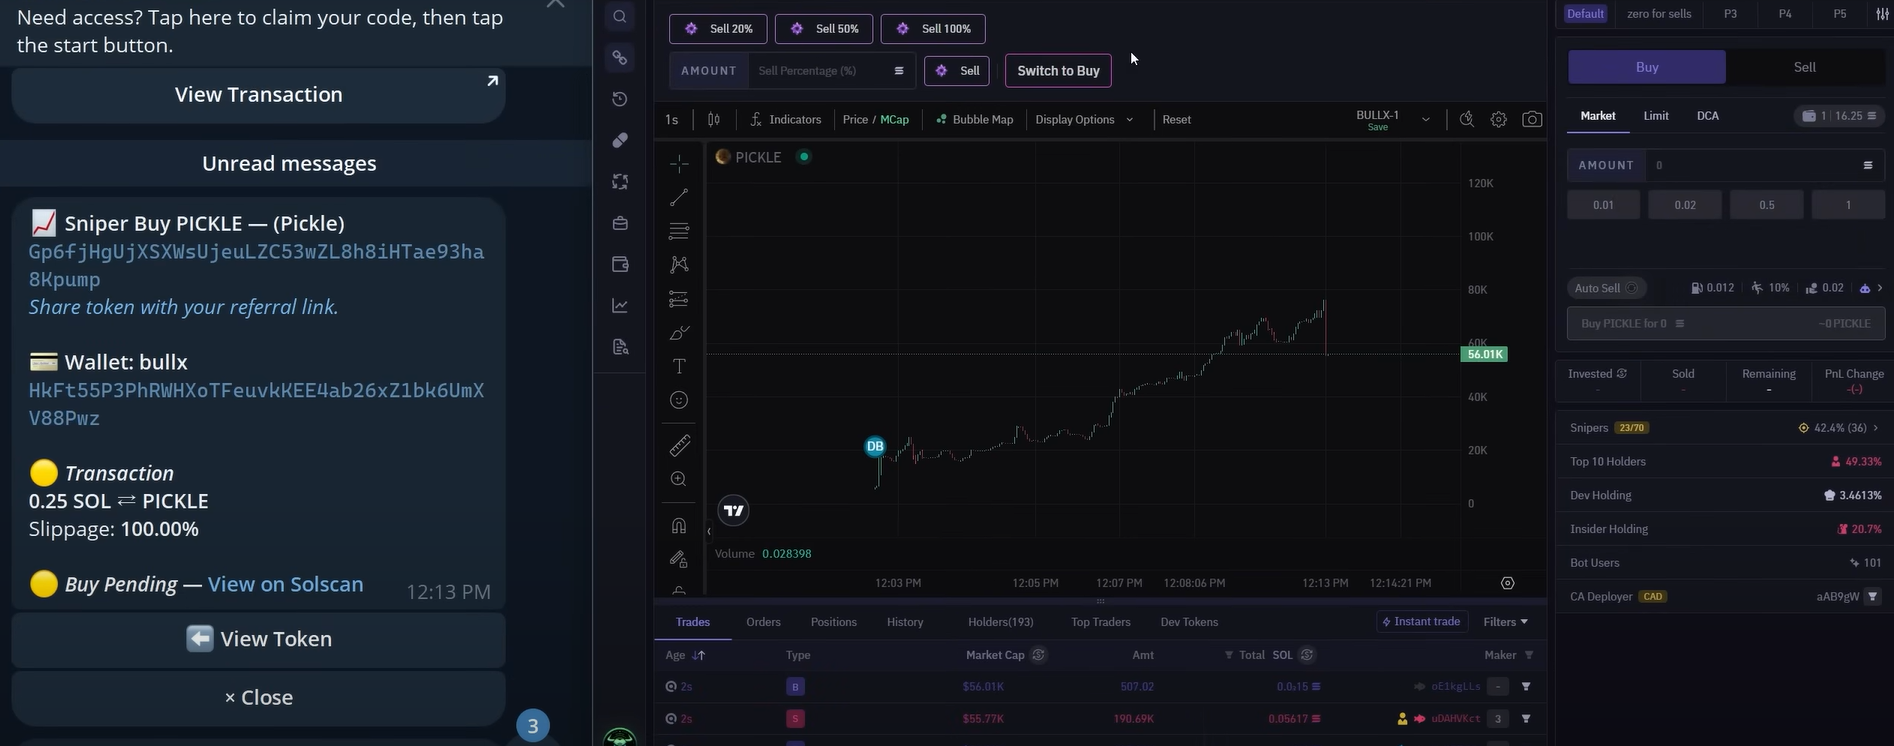 Need access? Tap here to claim your code, then tap
the start button.
View Transaction
Unread messages
Sniper Buy PICKLE — (Pickle)
Gp6fjHgUjXSXWsUjeuLZC53wZL8h8iHTae93ha
8Kpump
Share token with your referral link.
Wallet: bullx
HkFt55P3PhRWHXoTFeuvkKEE4ab26xZ1bk6UmX
V88Pwz
Transaction
0.25 SOL ⇄ PICKLE
Slippage: 100.00%
Buy Pending — View on Solscan
12:13 PM
View Token
× Close
3
Sell 20% Sell 50% Sell 100%
AMOUNT Sell Percentage (%) Sell Switch to Buy
1s Indicators Price / MCap Bubble Map Display Options Reset BULLX-1
Save
PICKLE
120K
100K
80K
60K
56.01K
40K
DB
20K
0
Volume 0.028398
12:03 PM 12:05 PM 12:07 PM 12:08:06 PM 12:13 PM 12:14:21 PM
Trades Orders Positions History Holders(193) Top Traders Dev Tokens Instant trade Filters
Age Type Market Cap Amt Total SOL Maker
2s B $56.01K 507.02 0.0₃15 oE1kgLLs -
2s S $55.77K 190.69K 0.05617 uDAHVKct 3
Default zero for sells P3 P4 P5
Buy Sell
Market Limit DCA 1 16.25
AMOUNT 0
0.01 0.02 0.5 1
Auto Sell 0.012 10% 0.02
Buy PICKLE for 0 ~0 PICKLE
Invested Sold Remaining PnL Change
- - - -(-)
Snipers 23/70 42.4% (36)
Top 10 Holders 49.33%
Dev Holding 3.4613%
Insider Holding 20.7%
Bot Users 101
CA Deployer CAD aAB9gW